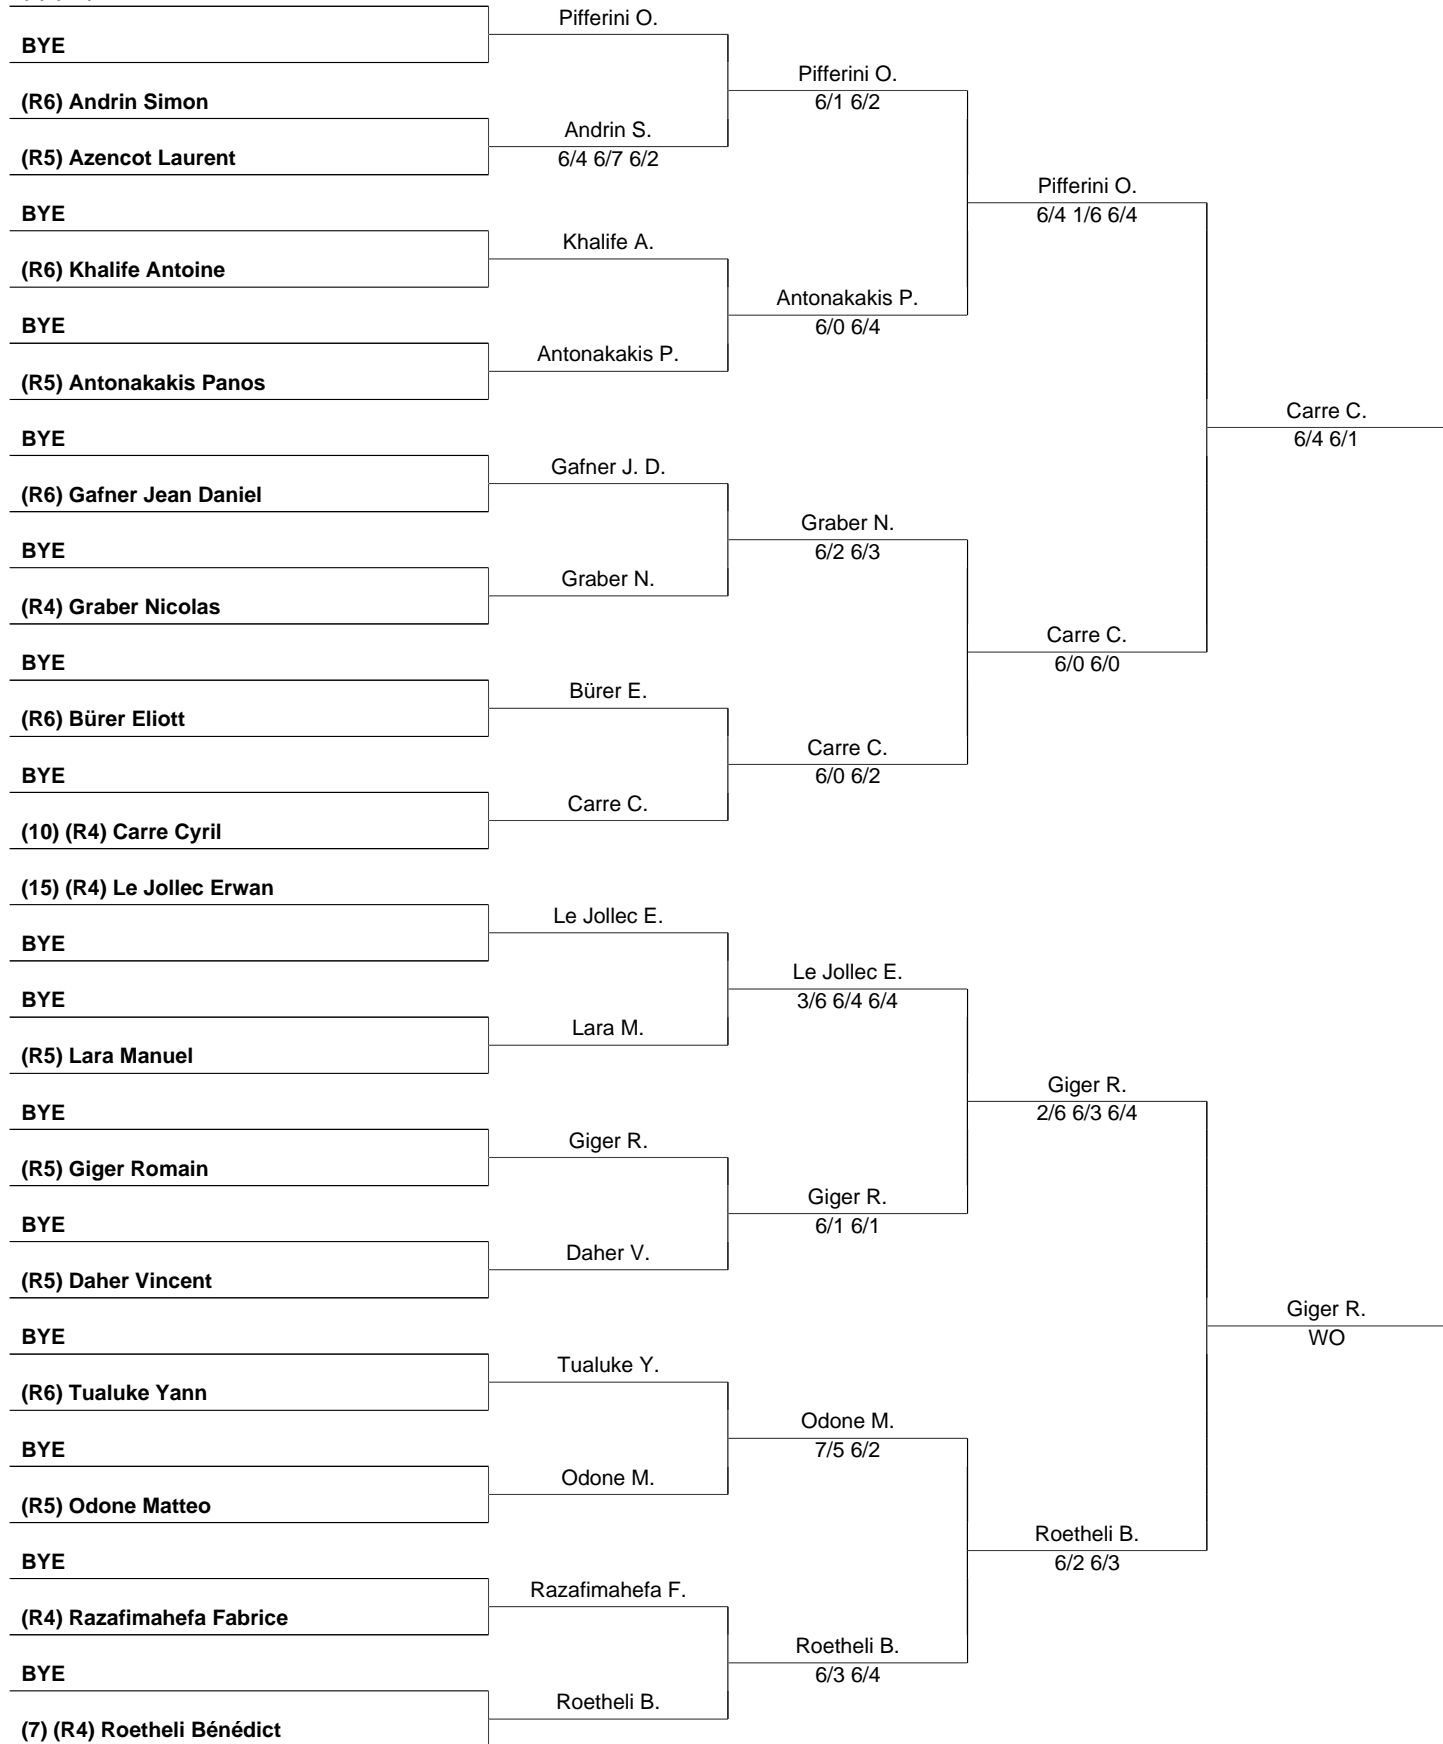 BYE
(R6) Andrin Simon
(R5) Azencot Laurent
BYE
(R6) Khalife Antoine
BYE
(R5) Antonakakis Panos
BYE
(R6) Gafner Jean Daniel
BYE
(R4) Graber Nicolas
BYE
(R6) Bürer Eliott
BYE
(10) (R4) Carre Cyril
(15) (R4) Le Jollec Erwan
BYE
BYE
(R5) Lara Manuel
BYE
(R5) Giger Romain
BYE
(R5) Daher Vincent
BYE
(R6) Tualuke Yann
BYE
(R5) Odone Matteo
BYE
(R4) Razafimahefa Fabrice
BYE
(7) (R4) Roetheli Bénédict
Pifferini O.
Andrin S.
6/4 6/7 6/2
Khalife A.
Antonakakis P.
Gafner J. D.
Graber N.
Bürer E.
Carre C.
Le Jollec E.
Lara M.
Giger R.
Daher V.
Tualuke Y.
Odone M.
Razafimahefa F.
Roetheli B.
Pifferini O.
6/1 6/2
Antonakakis P.
6/0 6/4
Graber N.
6/2 6/3
Carre C.
6/0 6/2
Le Jollec E.
3/6 6/4 6/4
Giger R.
6/1 6/1
Odone M.
7/5 6/2
Roetheli B.
6/3 6/4
Pifferini O.
6/4 1/6 6/4
Carre C.
6/0 6/0
Giger R.
2/6 6/3 6/4
Roetheli B.
6/2 6/3
Carre C.
6/4 6/1
Giger R.
WO